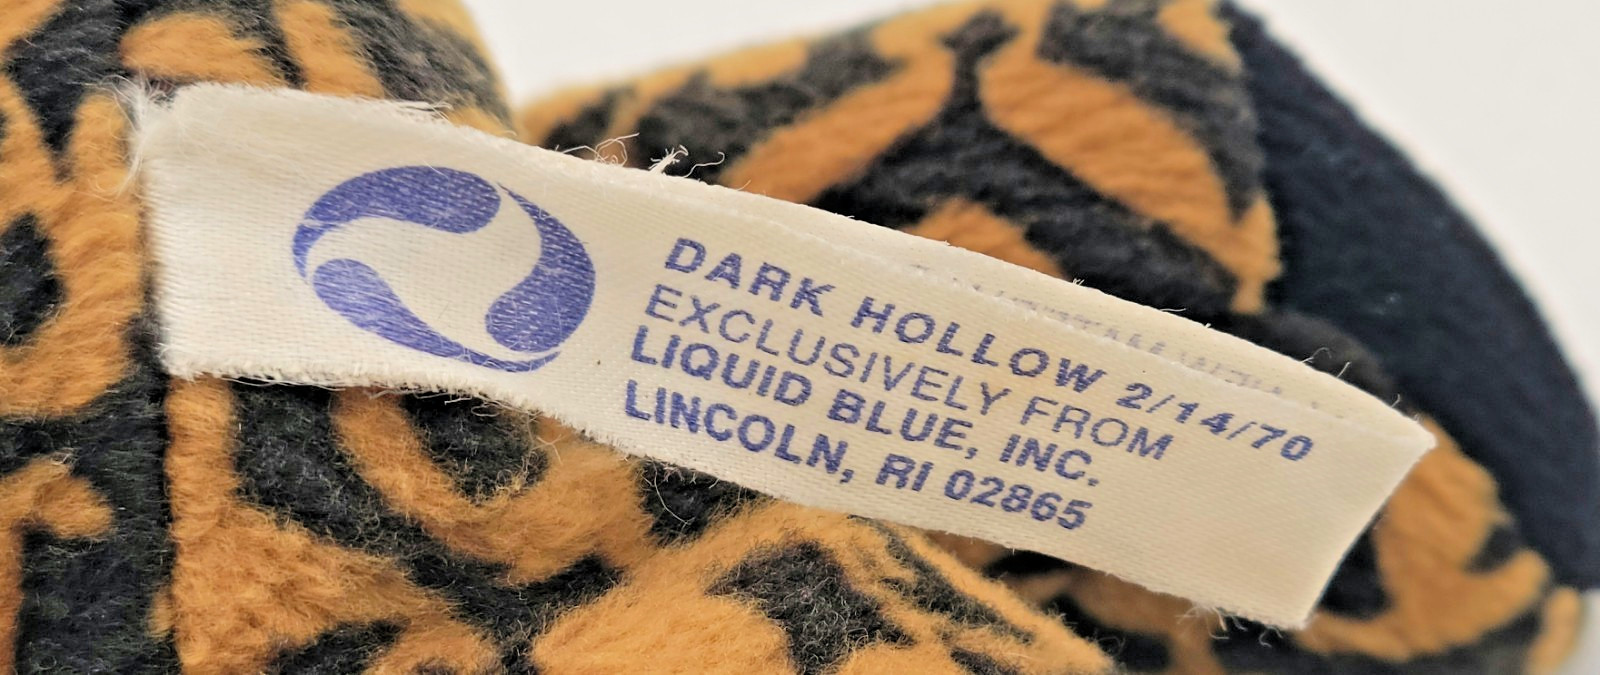 DARK HOLLOW 2/14/70
EXCLUSIVELY FROM
LIQUID BLUE, INC.
LINCOLN, RI 02865